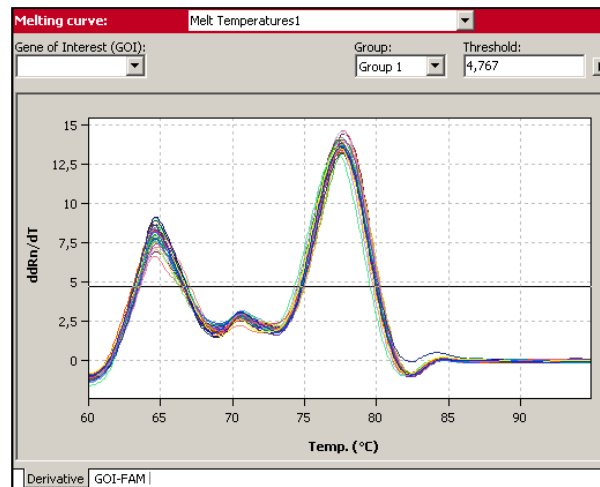 Melting curve: Melt Temperatures1
Gene of Interest (GOI): Group: Threshold:
Group 1 4,767
15
12,5
10
7,5
5
2,5
0
ddRn/dT
60 65 70 75 80 85 90
Temp. (°C)
Derivative GOI-FAM